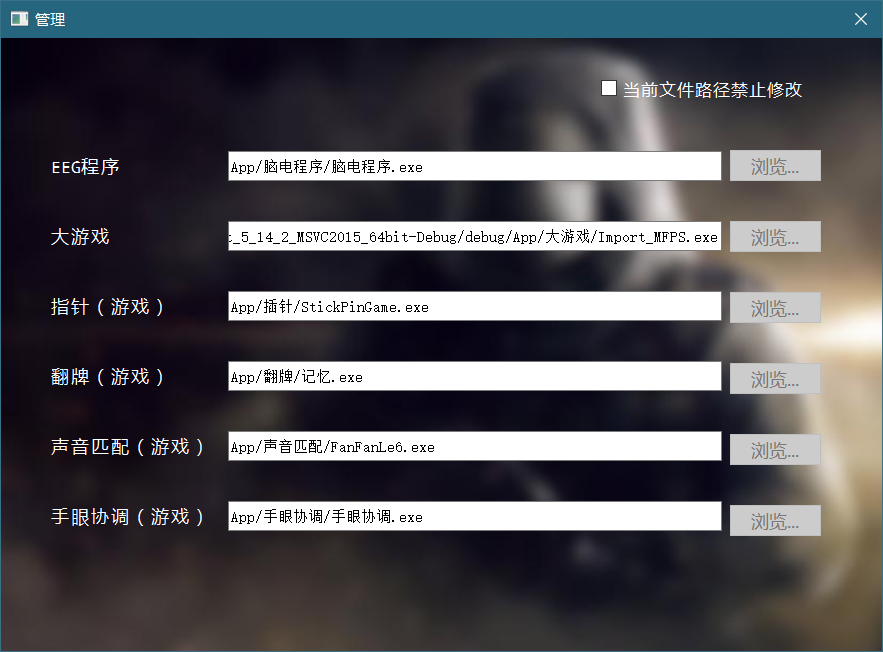 管理
当前文件路径禁止修改
EEG程序 App/脑电程序/脑电程序.exe 浏览...
大游戏 _5_14_2_MSVC2015_64bit-Debug/debug/App/大游戏/Import_MFPS.exe 浏览...
指针（游戏） App/插针/StickPinGame.exe 浏览...
翻牌（游戏） App/翻牌/记忆.exe 浏览...
声音匹配（游戏） App/声音匹配/FanFanLe6.exe 浏览...
手眼协调（游戏） App/手眼协调/手眼协调.exe 浏览...